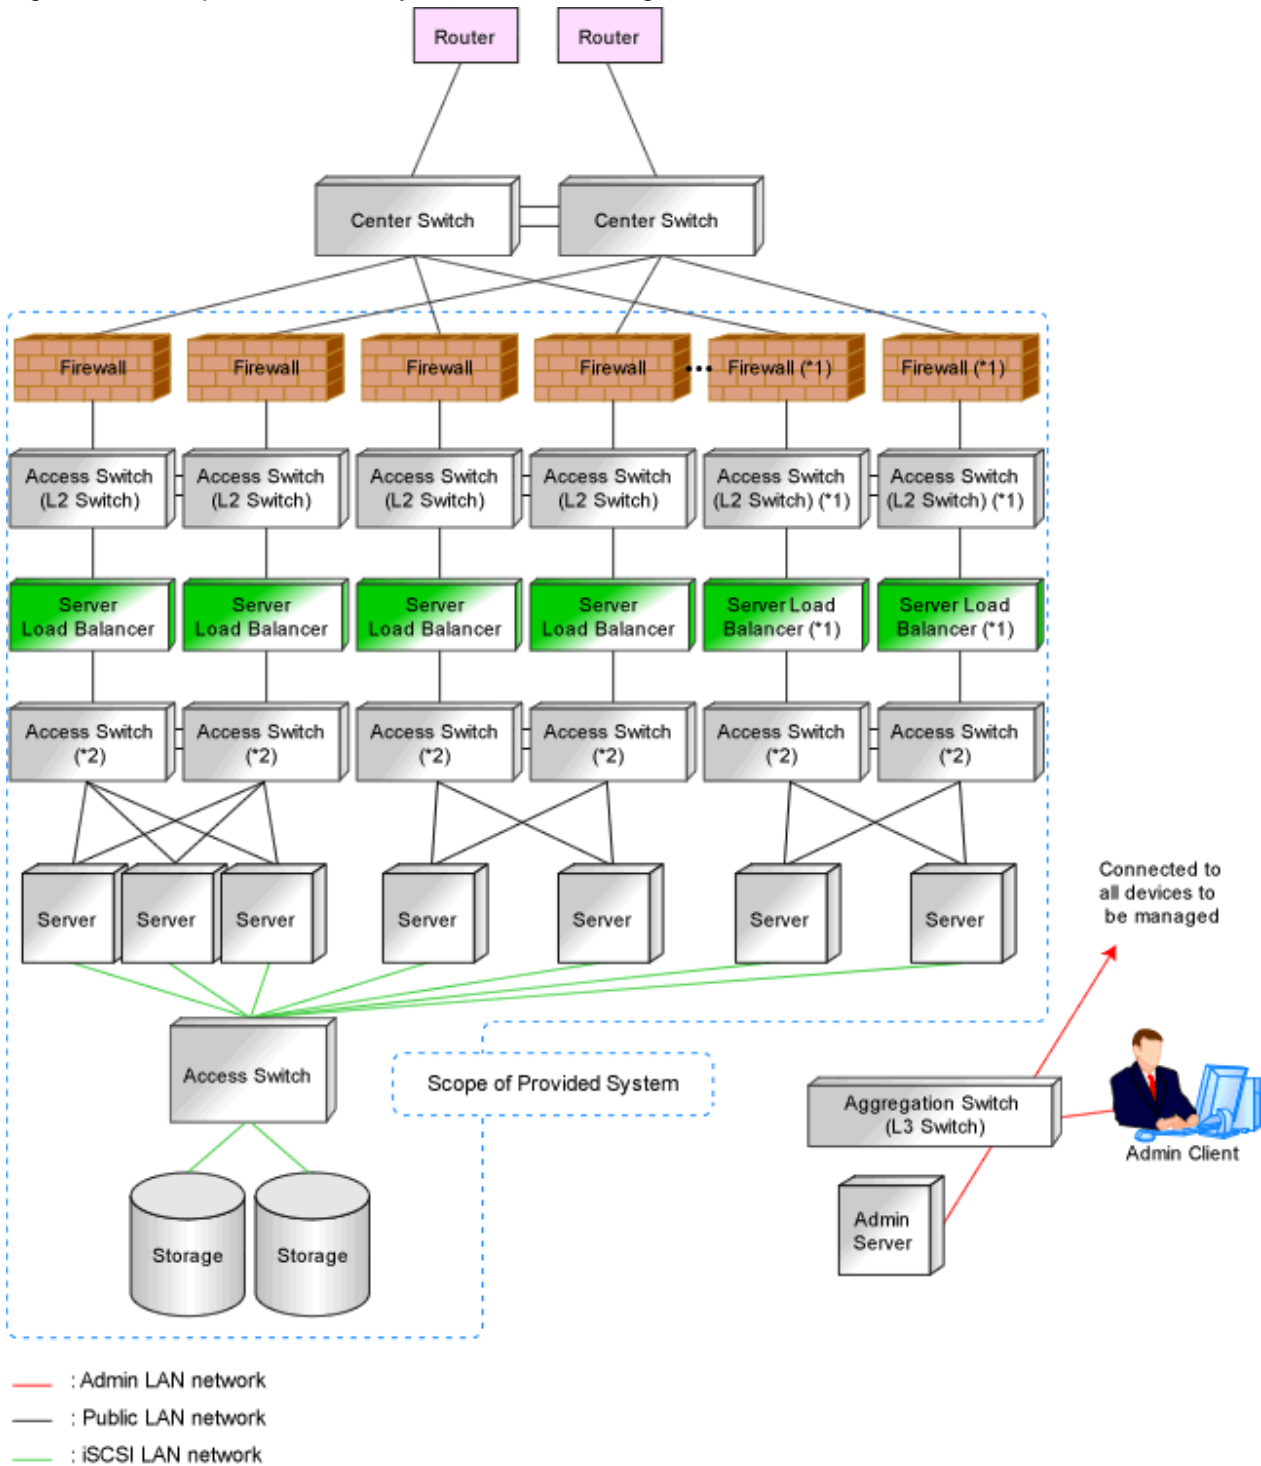 Router Router
Center Switch Center Switch
Firewall Firewall Firewall Firewall ••• Firewall (*1) Firewall (*1)
Access Switch Access Switch Access Switch Access Switch Access Switch Access Switch
(L2 Switch) (L2 Switch) (L2 Switch) (L2 Switch) (L2 Switch) (*1) (L2 Switch) (*1)
Server Server Server Server Server Load Server Load
Load Balancer Load Balancer Load Balancer Load Balancer Balancer (*1) Balancer (*1)
Access Switch Access Switch Access Switch Access Switch Access Switch Access Switch
(*2) (*2) (*2) (*2) (*2) (*2)
Server Server Server Server Server Server Server
Connected to
all devices to
be managed
Access Switch
Scope of Provided System
Aggregation Switch
(L3 Switch)
Admin Client
Admin
Server
Storage Storage
: Admin LAN network
: Public LAN network
: iSCSI LAN network